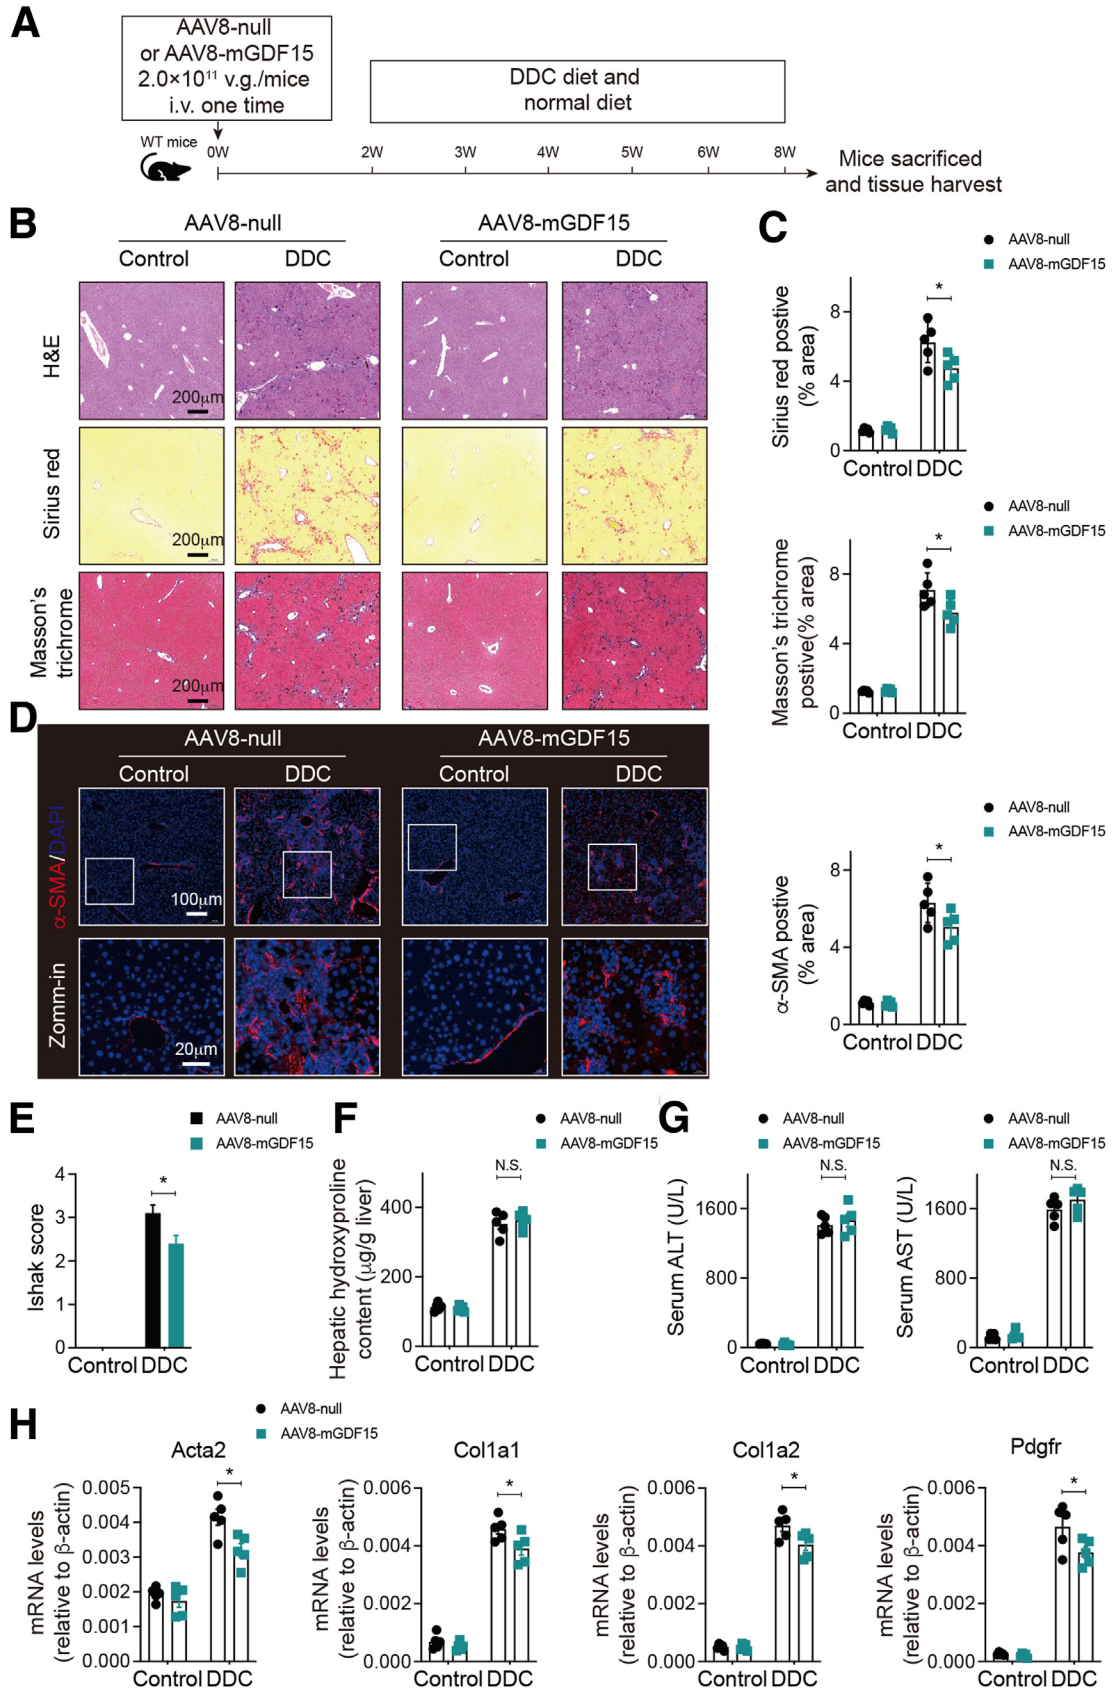 A
AAV8-null
or AAV8-mGDF15
2.0×10¹¹ v.g./mice
i.v. one time
DDC diet and
normal diet
WT mice
0W 2W 3W 4W 5W 6W 8W
Mice sacrificed
and tissue harvest
B
AAV8-null AAV8-mGDF15
Control DDC Control DDC
H&E
200μm
Sirius red
200μm
Masson's
trichrome
200μm
C
AAV8-null
AAV8-mGDF15
Sirius red postive
(% area)
8
4
0
*
Control DDC
AAV8-null
AAV8-mGDF15
Masson's trichrome
postive(% area)
8
4
0
*
Control DDC
AAV8-null
AAV8-mGDF15
α-SMA postive
(% area)
8
4
0
*
Control DDC
D
AAV8-null AAV8-mGDF15
Control DDC Control DDC
α-SMA/DAPI
100μm
Zomm-in
20μm
E
AAV8-null
AAV8-mGDF15
Ishak score
4
3
2
1
0
*
Control DDC
F
AAV8-null
AAV8-mGDF15
Hepatic hydroxyproline
content (μg/g liver)
400
200
0
N.S.
Control DDC
G
AAV8-null
AAV8-mGDF15
Serum ALT (U/L)
1600
800
0
N.S.
Control DDC
AAV8-null
AAV8-mGDF15
Serum AST (U/L)
1600
800
0
N.S.
Control DDC
H
AAV8-null
AAV8-mGDF15
Acta2
mRNA levels
(relative to β-actin)
0.005
0.004
0.003
0.002
0.001
0.000
*
Control DDC
Col1a1
mRNA levels
(relative to β-actin)
0.006
0.004
0.002
0.000
*
Control DDC
Col1a2
mRNA levels
(relative to β-actin)
0.006
0.004
0.002
0.000
*
Control DDC
Pdgfr
mRNA levels
(relative to β-actin)
0.006
0.004
0.002
0.000
*
Control DDC